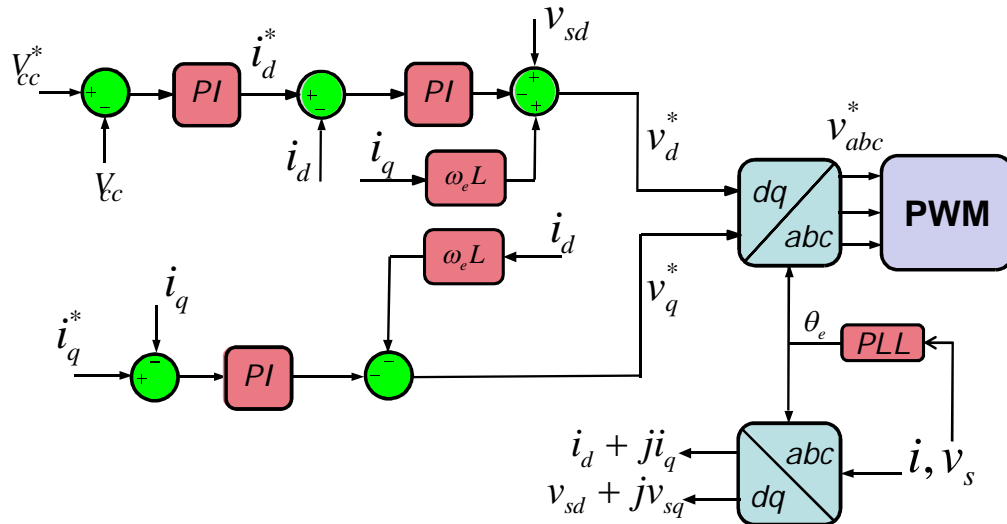 V*cc
+
−
Vcc
PI
i*d
+
−
id
PI
vsd
+
−
+
iq
ωeL
v*d
dq
abc
v*abc
PWM
ωeL
id
v*q
i*q
iq
−
+
PI
−
−
θe
PLL
abc
dq
i, vs
id + jiq
vsd + jvsq